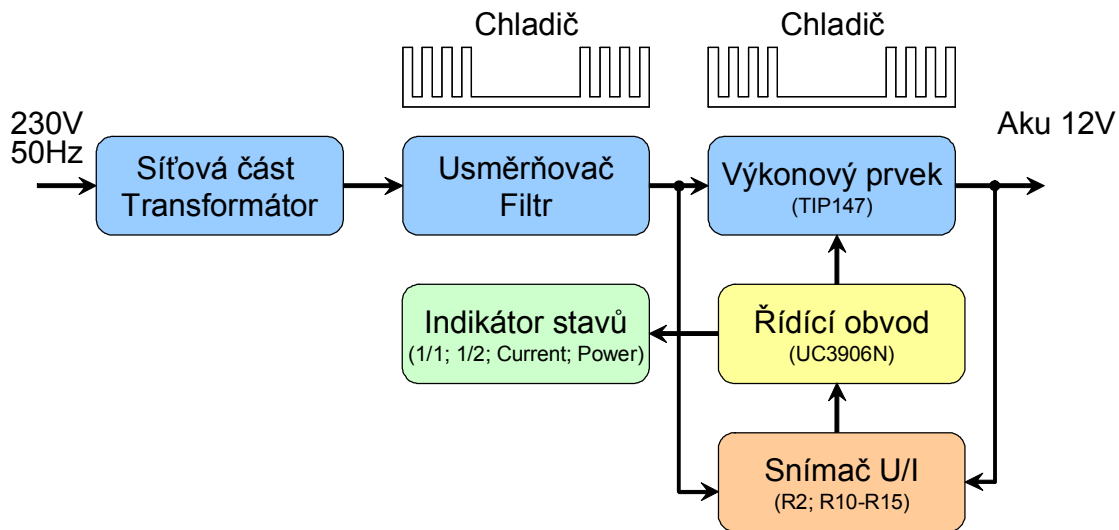 Chladič
Chladič
230V
50Hz
Aku 12V
Síťová část
Transformátor
Usměrňovač
Filtr
Výkonový prvek
(TIP147)
Indikátor stavů
(1/1; 1/2; Current; Power)
Řídící obvod
(UC3906N)
Snímač U/I
(R2; R10-R15)